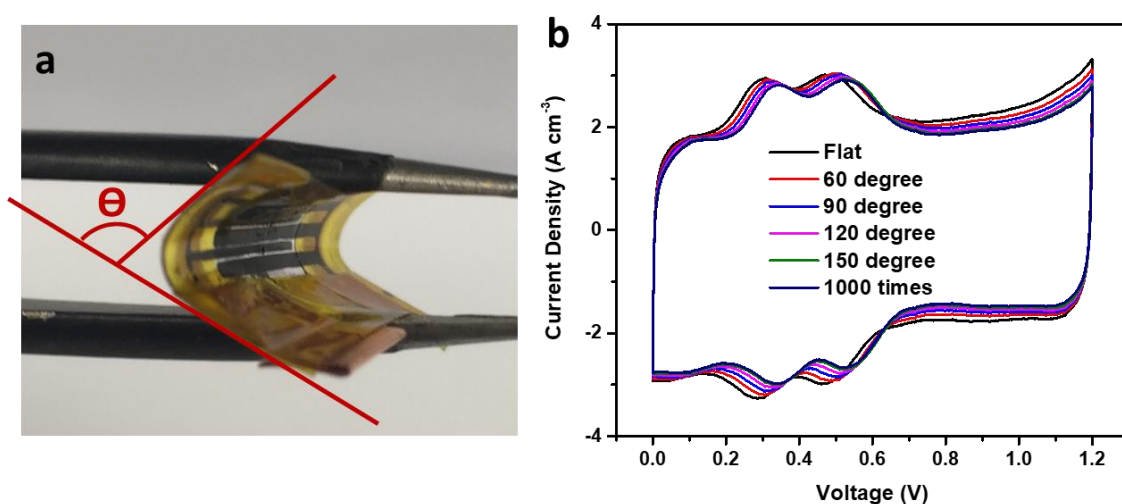 a
Θ
b
Current Density (A cm⁻³)
4
2
0
-2
-4
Flat
60 degree
90 degree
120 degree
150 degree
1000 times
0.0 0.2 0.4 0.6 0.8 1.0 1.2
Voltage (V)